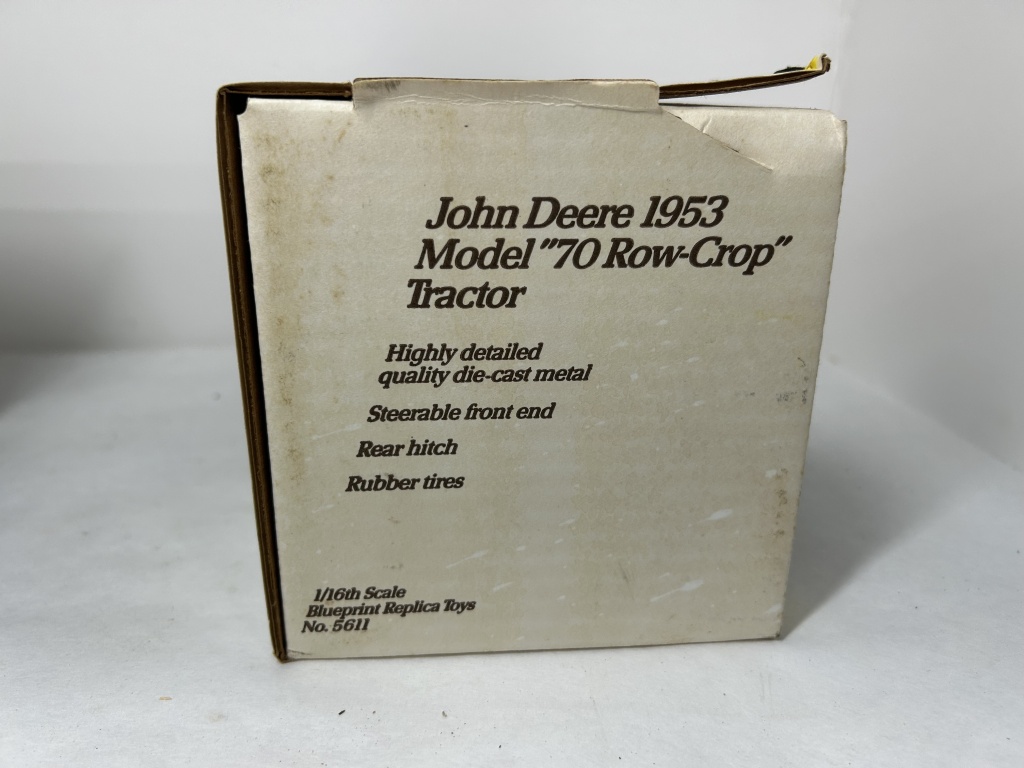 John Deere 1953
Model "70 Row-Crop"
Tractor
Highly detailed
quality die-cast metal
Steerable front end
Rear hitch
Rubber tires
1/16th Scale
Blueprint Replica Toys
No. 5611